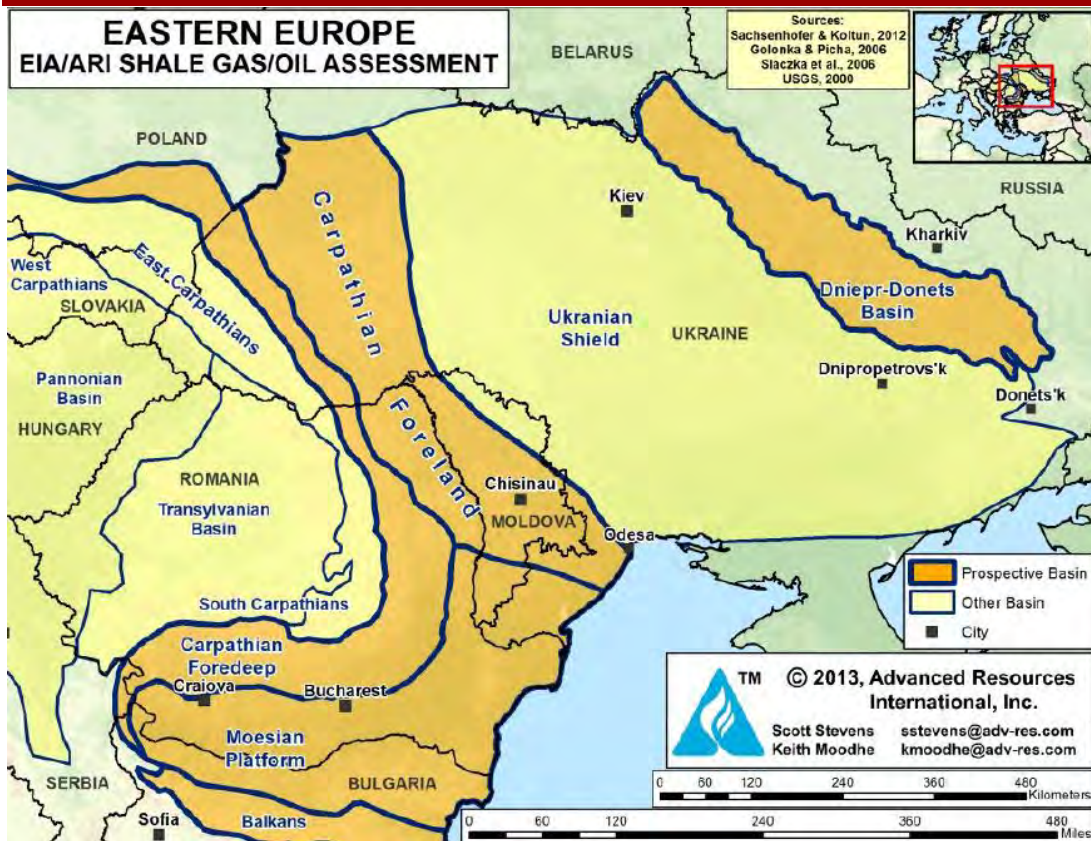 EASTERN EUROPE
EIA/ARI SHALE GAS/OIL ASSESSMENT
Sources:
Sachsenhofer & Koltun, 2012
Golonka & Picha, 2006
Slaczka et al., 2006
USGS, 2000
BELARUS
POLAND
RUSSIA
Kiev
Kharkiv
Carpathian
Foreland
West
Carpathians
East Carpathians
SLOVAKIA
Dniepr-Donets
Basin
Ukranian
Shield
UKRAINE
Pannonian
Basin
HUNGARY
Dnipropetrovs'k
Donets'k
ROMANIA
Transylvanian
Basin
Chisinau
MOLDOVA
Odesa
South Carpathians
Carpathian
Foredeep
Craiova
Bucharest
Moesian
Platform
SERBIA
BULGARIA
Sofia
Balkans
Prospective Basin
Other Basin
City
TM
© 2013, Advanced Resources
International, Inc.
Scott Stevens sstevens@adv-res.com
Keith Moodhe kmoodhe@adv-res.com
0 60 120 240 360 480
Kilometers
0 60 120 240 360 480
Miles